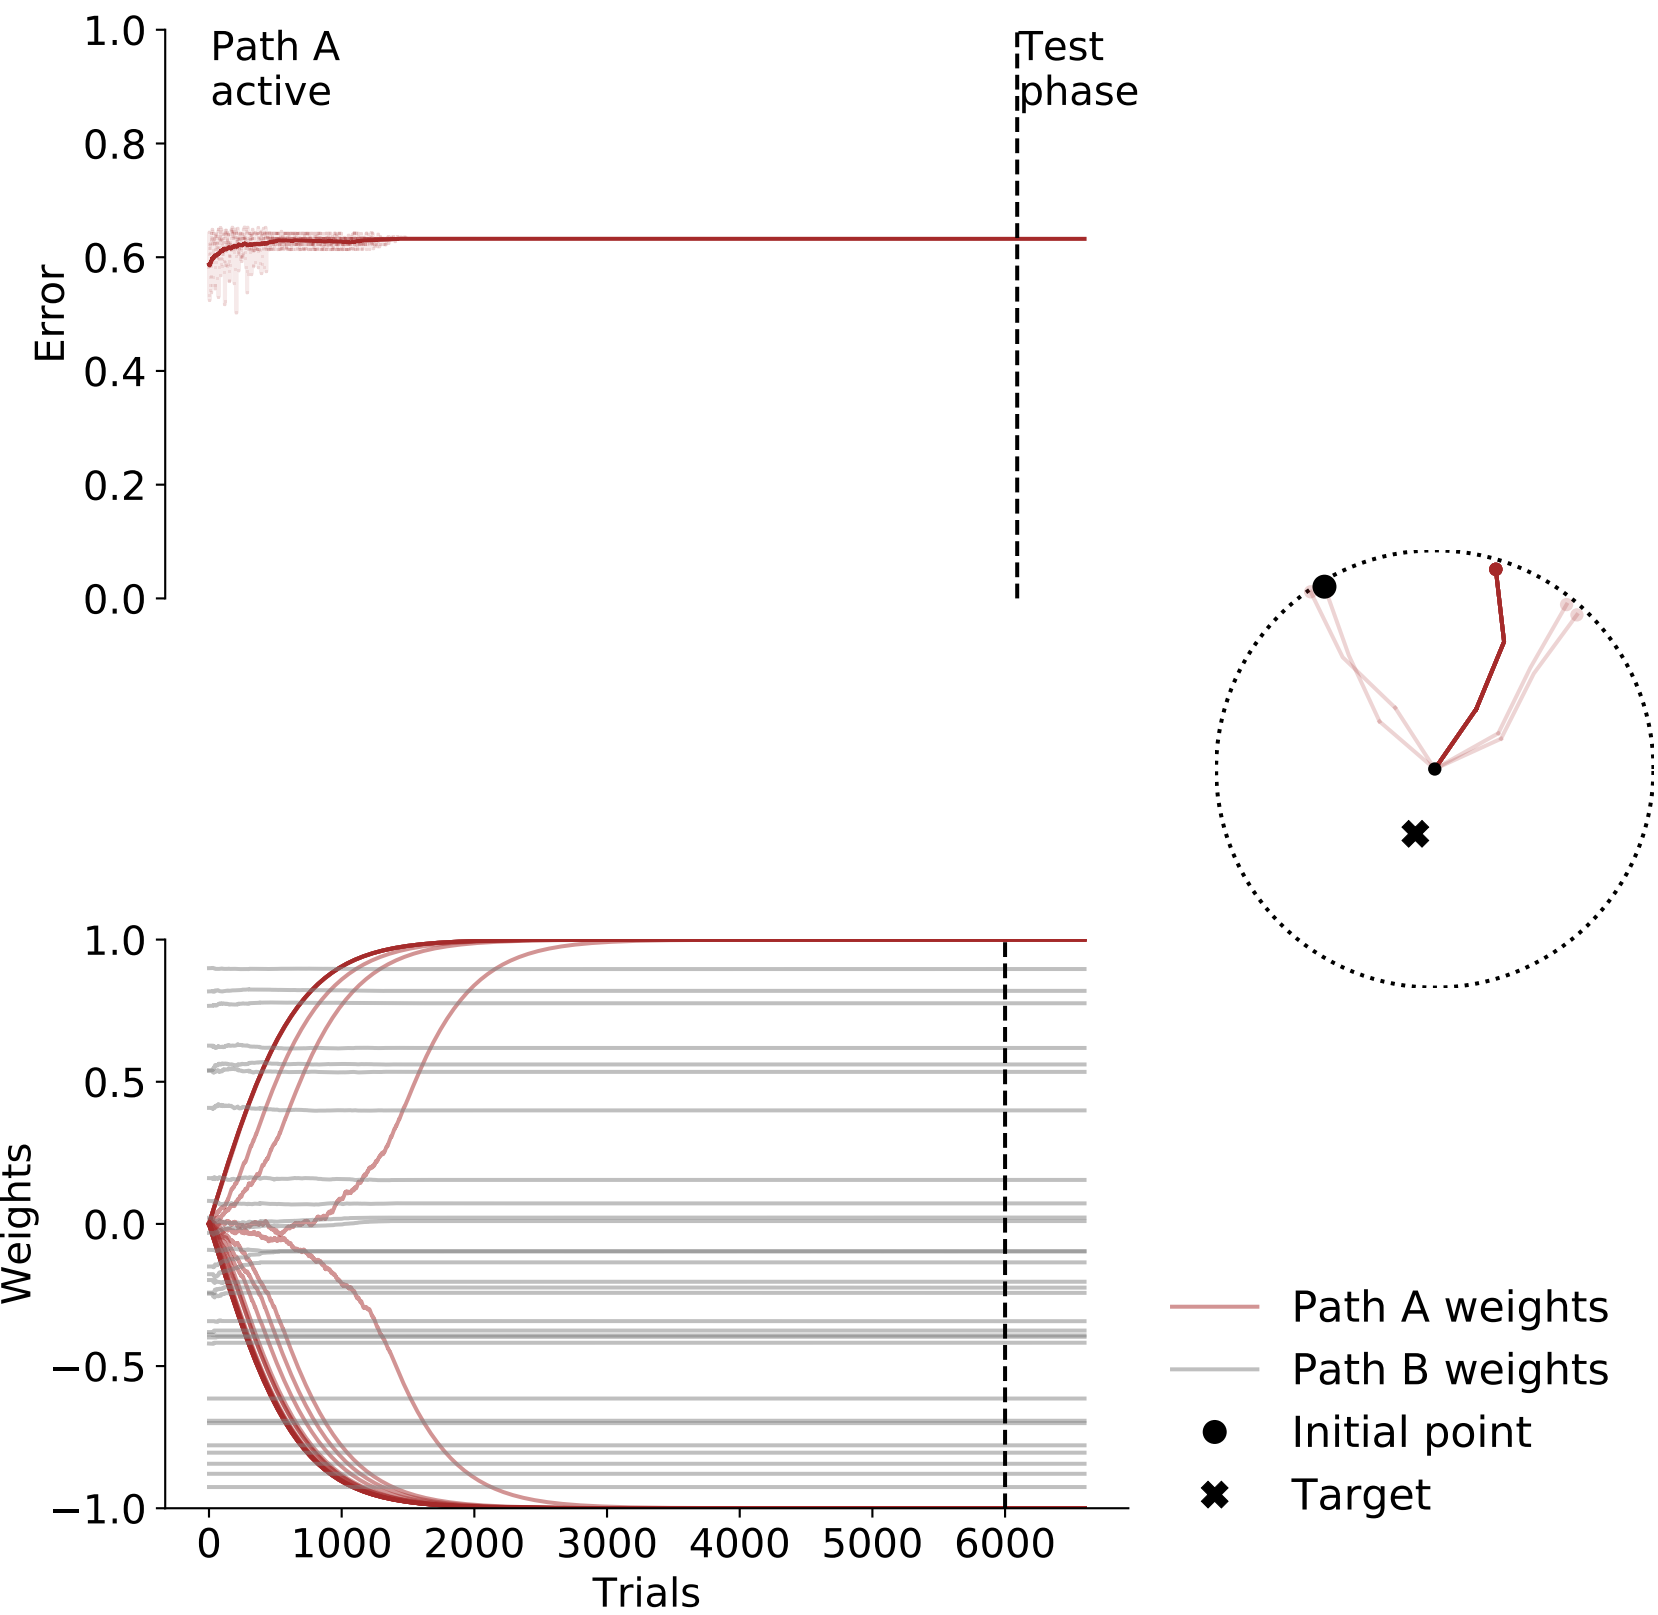 1.0
Path A
active
Test
phase
0.8
0.6
0.4
0.2
0.0
Error
1.0
0.5
0.0
−0.5
−1.0
Weights
0 1000 2000 3000 4000 5000 6000
Trials
Path A weights
Path B weights
Initial point
Target